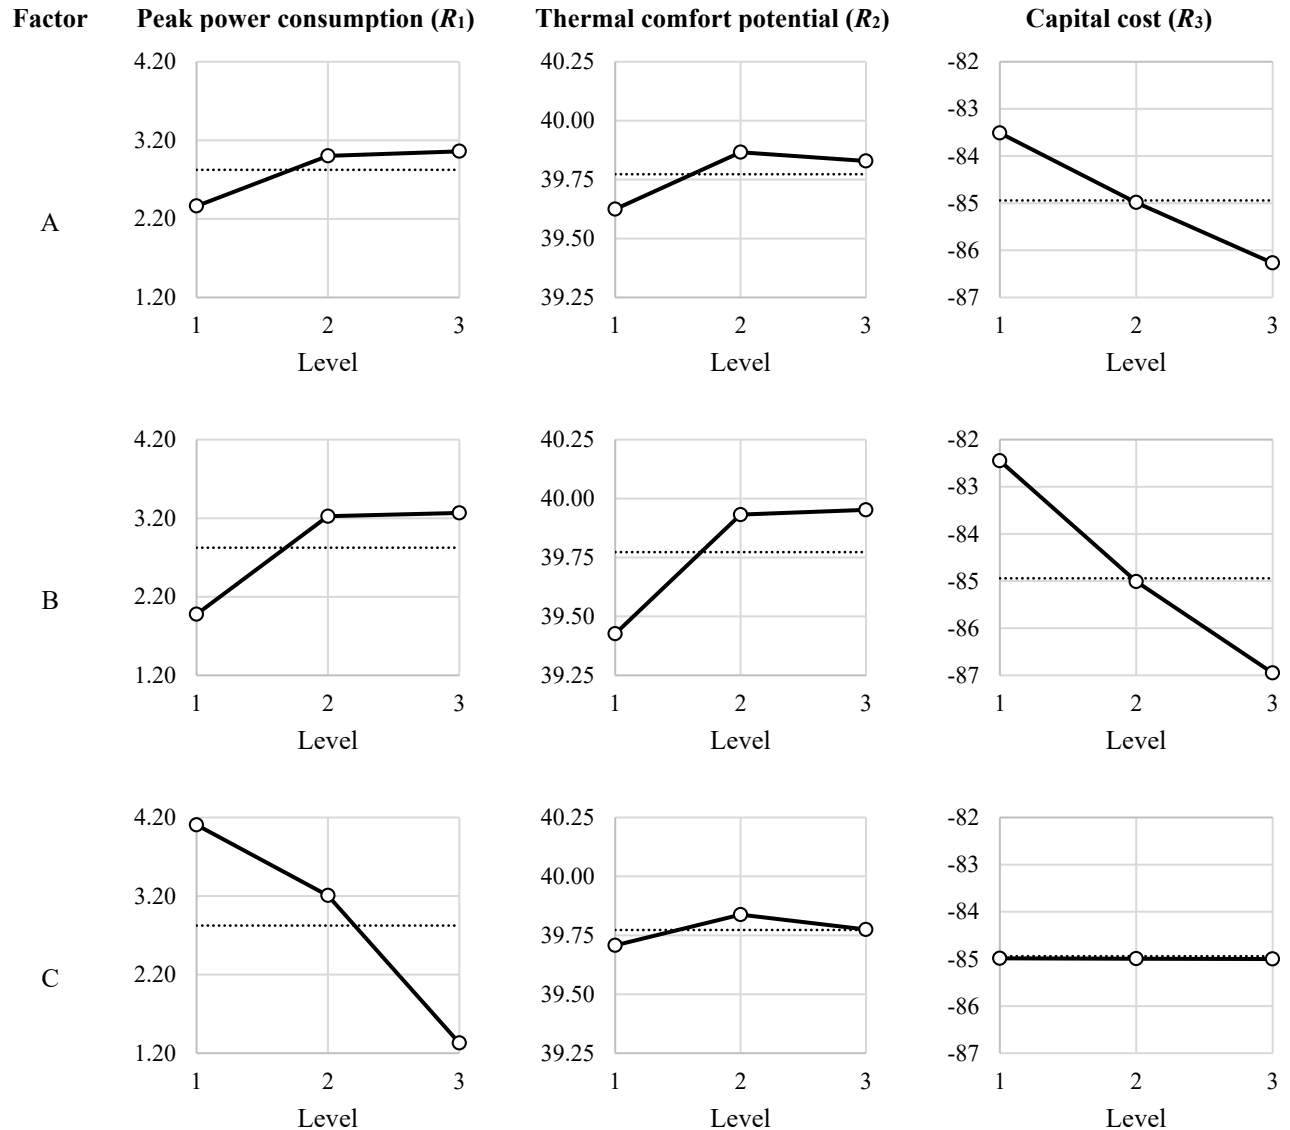 Factor Peak power consumption (R1) Thermal comfort potential (R2) Capital cost (R3)
A
4.20
3.20
2.20
1.20
1 2 3
Level
40.25
40.00
39.75
39.50
39.25
1 2 3
Level
-82
-83
-84
-85
-86
-87
1 2 3
Level
B
4.20
3.20
2.20
1.20
1 2 3
Level
40.25
40.00
39.75
39.50
39.25
1 2 3
Level
-82
-83
-84
-85
-86
-87
1 2 3
Level
C
4.20
3.20
2.20
1.20
1 2 3
Level
40.25
40.00
39.75
39.50
39.25
1 2 3
Level
-82
-83
-84
-85
-86
-87
1 2 3
Level